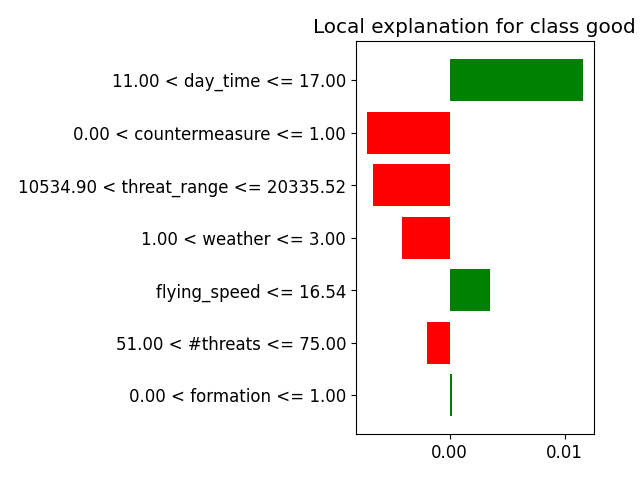 Local explanation for class good
11.00 < day_time <= 17.00
0.00 < countermeasure <= 1.00
10534.90 < threat_range <= 20335.52
1.00 < weather <= 3.00
flying_speed <= 16.54
51.00 < #threats <= 75.00
0.00 < formation <= 1.00
0.00 0.01